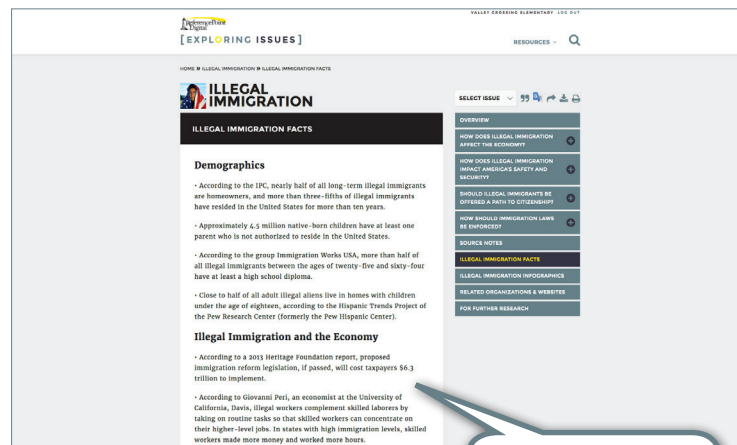 VALLEY CROSSING ELEMENTARY LOG OUT
ReferencePoint
Digital
[EXPLORING ISSUES]
RESOURCES
HOME » ILLEGAL IMMIGRATION » ILLEGAL IMMIGRATION FACTS
ILLEGAL
IMMIGRATION
ILLEGAL IMMIGRATION FACTS
Demographics
• According to the IPC, nearly half of all long-term illegal immigrants
are homeowners, and more than three-fifths of illegal immigrants
have resided in the United States for more than ten years.
• Approximately 4.5 million native-born children have at least one
parent who is not authorized to reside in the United States.
• According to the group Immigration Works USA, more than half of
all illegal immigrants between the ages of twenty-five and sixty-four
have at least a high school diploma.
• Close to half of all adult illegal aliens live in homes with children
under the age of eighteen, according to the Hispanic Trends Project of
the Pew Research Center (formerly the Pew Hispanic Center).
Illegal Immigration and the Economy
• According to a 2013 Heritage Foundation report, proposed
immigration reform legislation, if passed, will cost taxpayers $6.3
trillion to implement.
• According to Giovanni Peri, an economist at the University of
California, Davis, illegal workers complement skilled laborers by
taking on routine tasks so that skilled workers can concentrate on
their higher-level jobs. In states with high immigration levels, skilled
workers made more money and worked more hours.
SELECT ISSUE
OVERVIEW
HOW DOES ILLEGAL IMMIGRATION
AFFECT THE ECONOMY?
HOW DOES ILLEGAL IMMIGRATION
IMPACT AMERICA'S SAFETY AND
SECURITY?
SHOULD ILLEGAL IMMIGRANTS BE
OFFERED A PATH TO CITIZENSHIP?
HOW SHOULD IMMIGRATION LAWS
BE ENFORCED?
SOURCE NOTES
ILLEGAL IMMIGRATION FACTS
ILLEGAL IMMIGRATION INFOGRAPHICS
RELATED ORGANIZATIONS & WEBSITES
FOR FURTHER RESEARCH